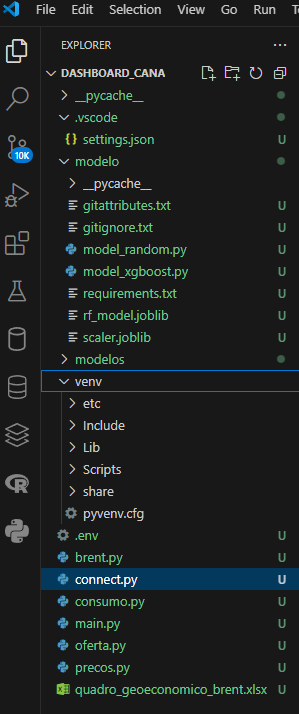 File Edit Selection View Go Run
EXPLORER
DASHBOARD_CANA
__pycache__
.vscode
{} settings.json U
modelo
__pycache__
gitattributes.txt U
gitignore.txt U
model_random.py U
model_xgboost.py U
requirements.txt U
rf_model.joblib U
scaler.joblib U
modelos
10K
venv
etc
Include
Lib
Scripts
share
pyvenv.cfg
.env U
brent.py U
connect.py U
consumo.py U
main.py U
oferta.py U
precos.py U
quadro_geoeconomico_brent.xlsx U
R